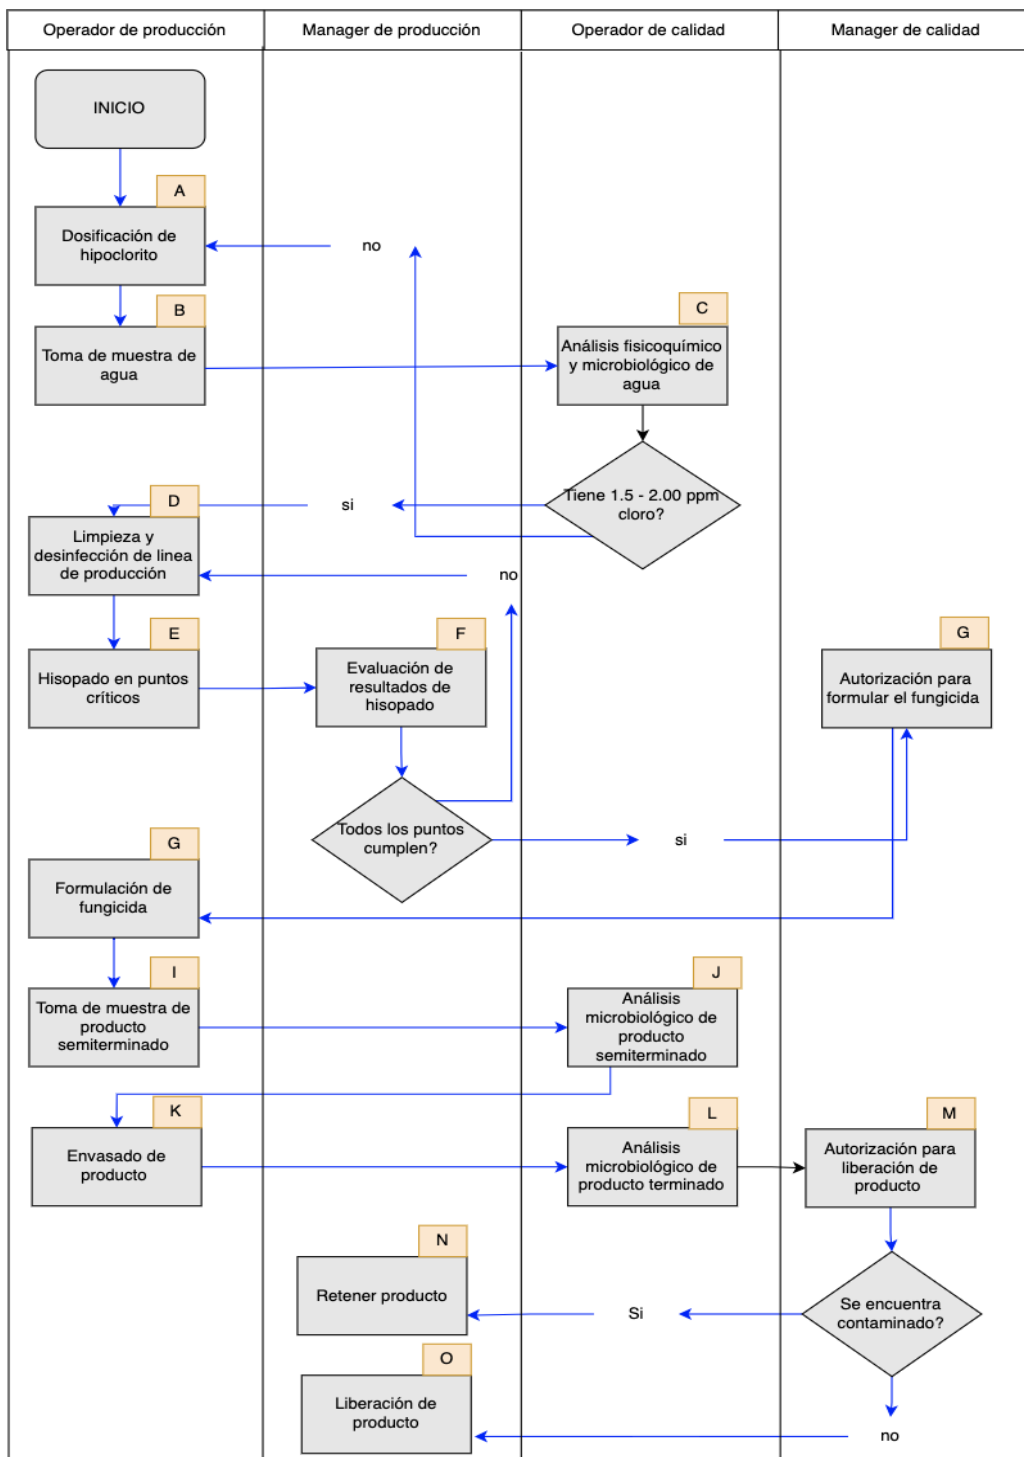 Operador de producción
Manager de producción
Operador de calidad
Manager de calidad
INICIO
A
Dosificación de
hipoclorito
no
B
Toma de muestra de
agua
C
Análisis fisicoquímico
y microbiológico de
agua
Tiene 1.5 - 2.00 ppm
cloro?
si
D
Limpieza y
desinfección de linea
de producción
no
E
Hisopado en puntos
críticos
F
Evaluación de
resultados de
hisopado
G
Autorización para
formular el fungicida
Todos los puntos
cumplen?
si
G
Formulación de
fungicida
I
Toma de muestra de
producto
semiterminado
J
Análisis
microbiológico de
producto
semiterminado
K
Envasado de
producto
L
Análisis
microbiológico de
producto terminado
M
Autorización para
liberación de
producto
N
Retener producto
Si
Se encuentra
contaminado?
O
Liberación de
producto
no